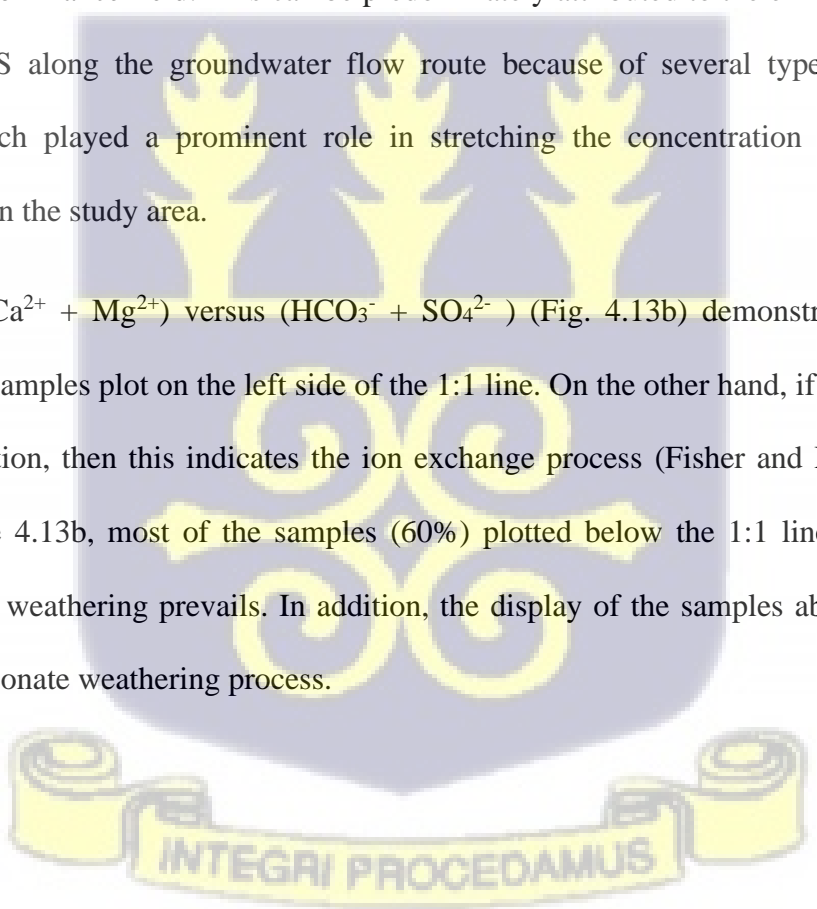 S along the groundwater flow route because of several type
ch played a prominent role in stretching the concentration
n the study area.
Ca²⁺ + Mg²⁺) versus (HCO₃⁻ + SO₄²⁻ ) (Fig. 4.13b) demonstr
amples plot on the left side of the 1:1 line. On the other hand, if
tion, then this indicates the ion exchange process (Fisher and
4.13b, most of the samples (60%) plotted below the 1:1 line
weathering prevails. In addition, the display of the samples ab
onate weathering process.
INTEGRI PROCEDAMUS